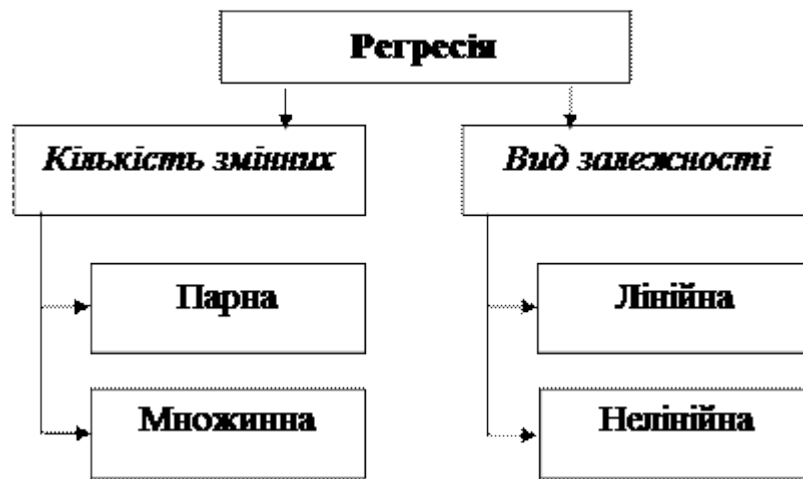 Регресія
Кількість змінних
Вид залежності
Парна
Лінійна
Множинна
Нелінійна